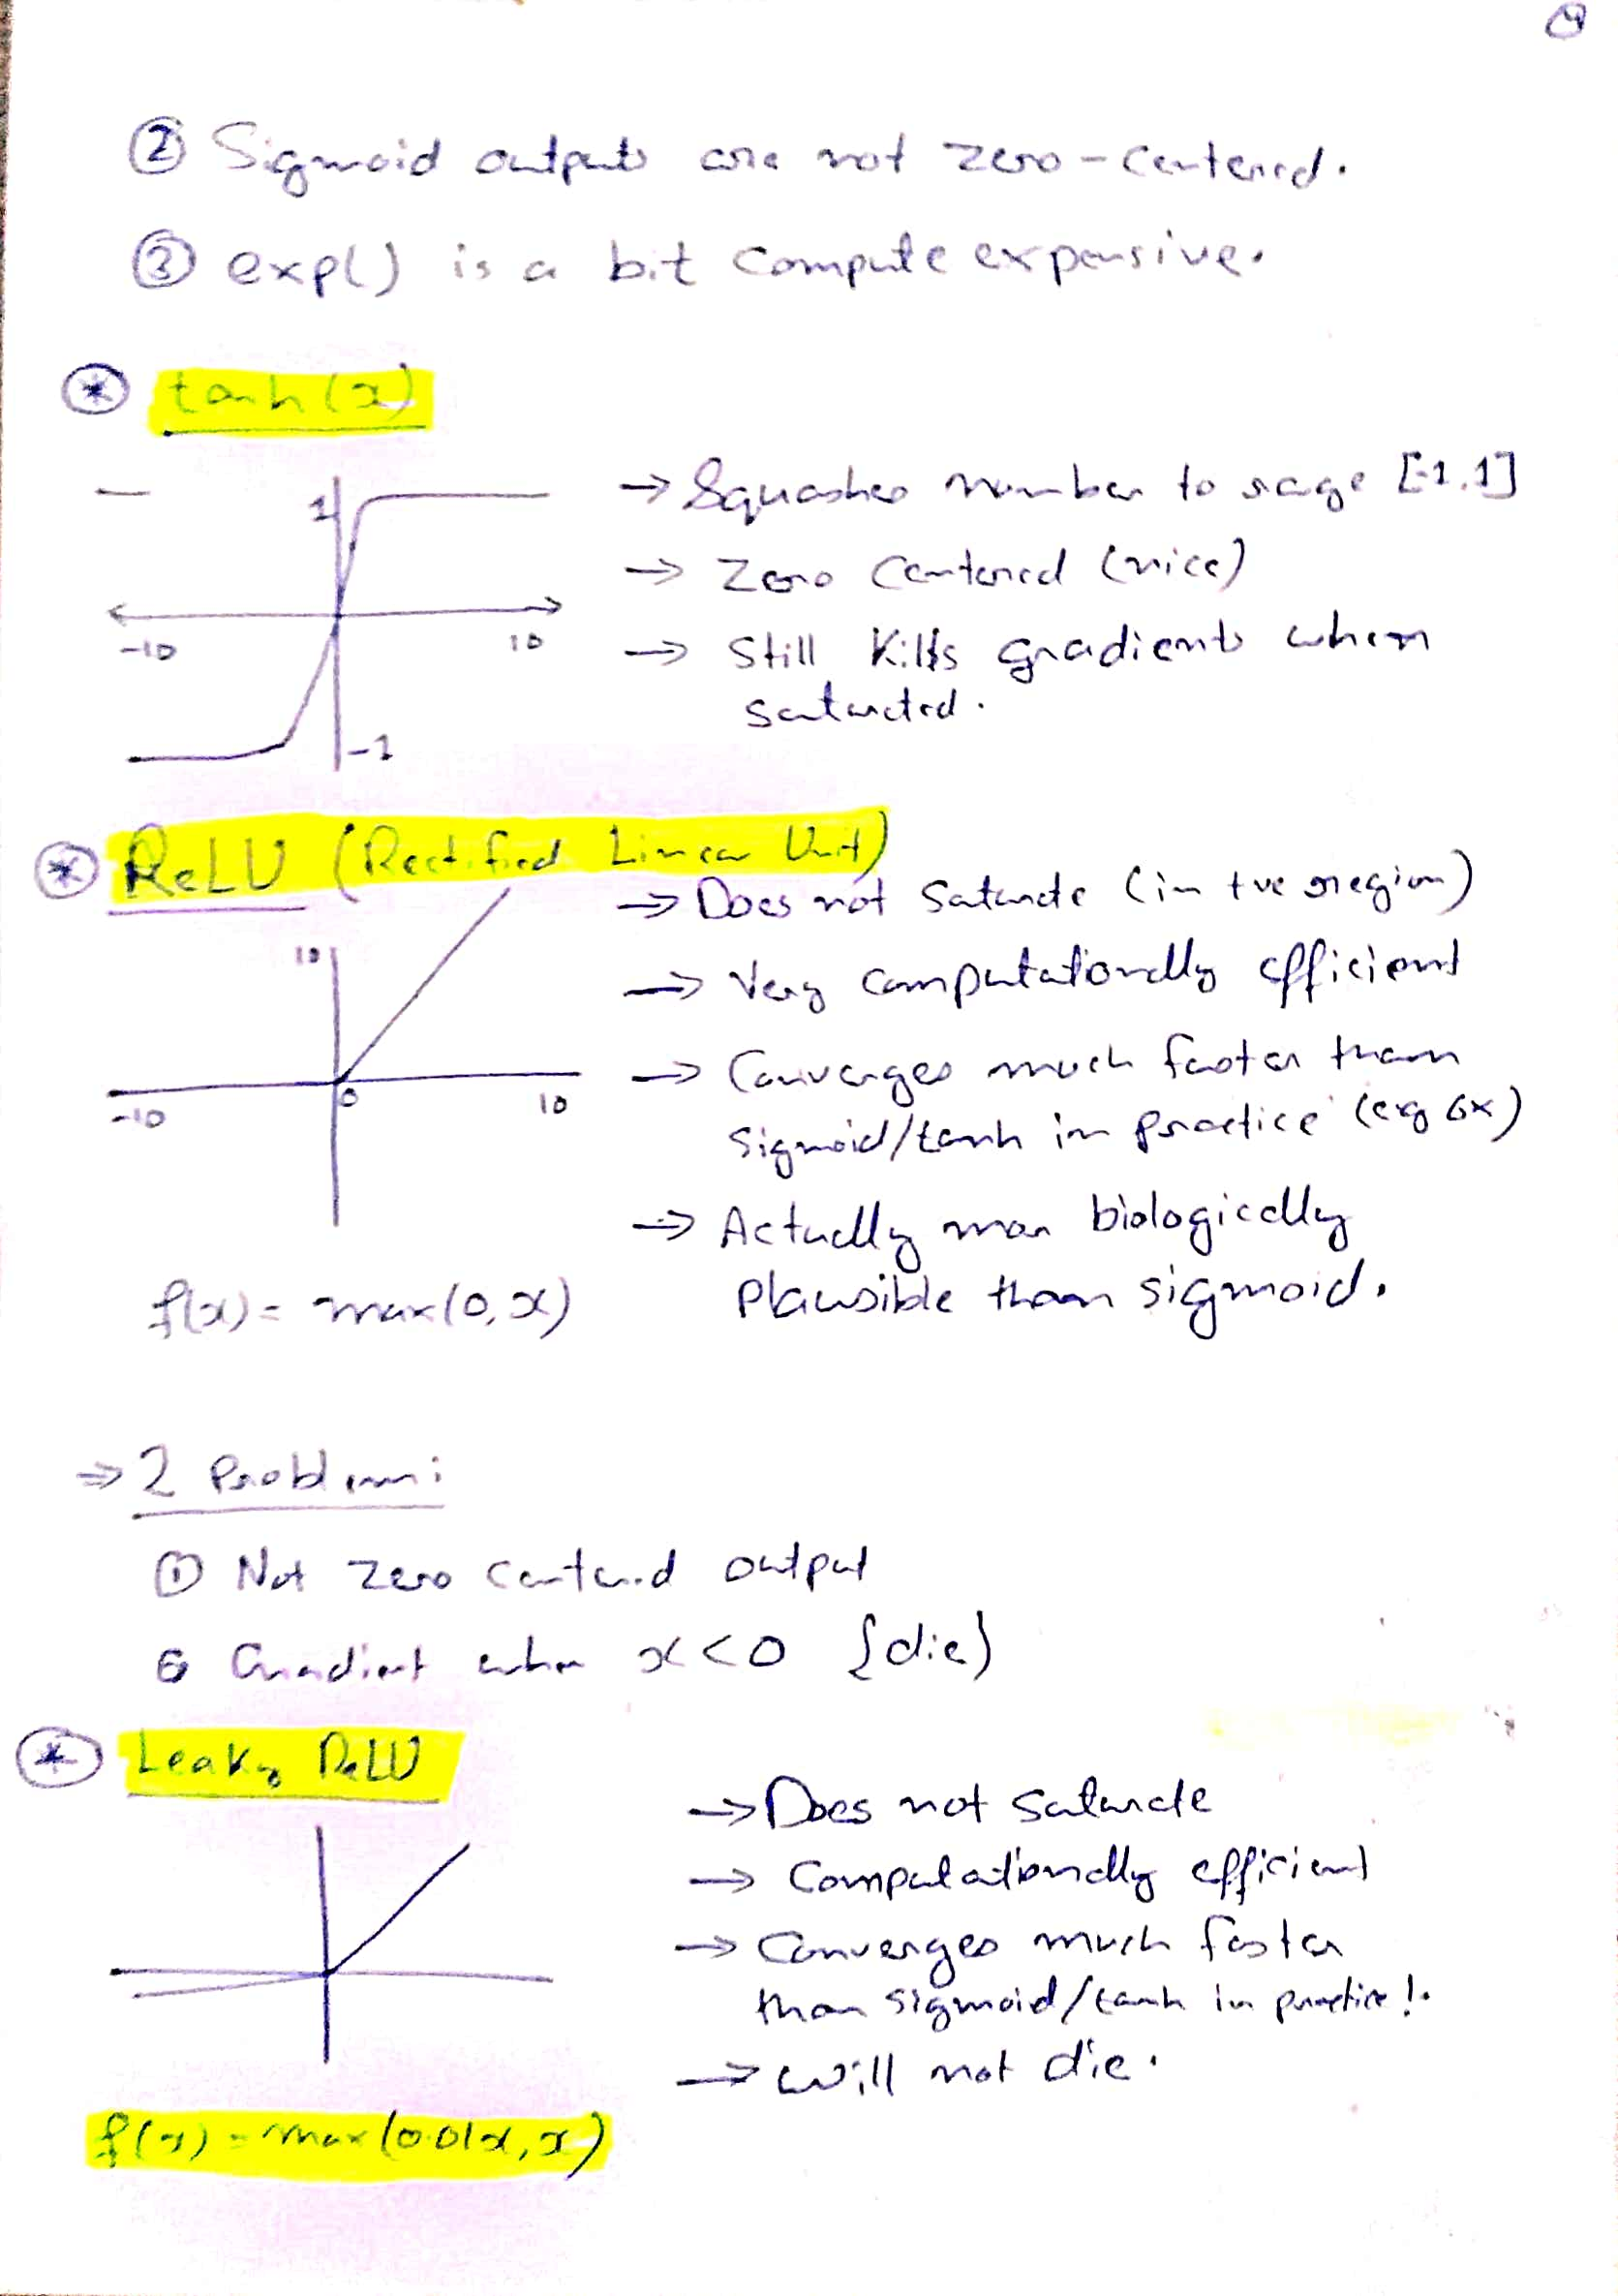 ② Sigmoid outputs are not zero-centered.
③ exp() is a bit compute expensive.
⊛ tanh(x)
1
-10
10
-1
→ Squashes number to rage [-1,1]
→ Zero Centered (nice)
→ Still Kills gradients when
saturated.
⊛ ReLU (Rectified Linear Unit)
10
-10
0
10
→ Does not saturate (in +ve region)
→ Very computationally efficient
→ Converges much faster than
sigmoid/tanh in practice (eg 6x)
→ Actually more biologically
plausible than sigmoid.
f(x) = max(0, x)
⇒ 2 Problem:
① Not zero centered output
Gradient when x < 0 {die}
⊛ Leaky ReLU
→ Does not saturate
→ Computationally efficient
→ Converges much faster
than sigmoid/tanh in practice!.
→ will not die.
f(x) = max(0.01x, x)